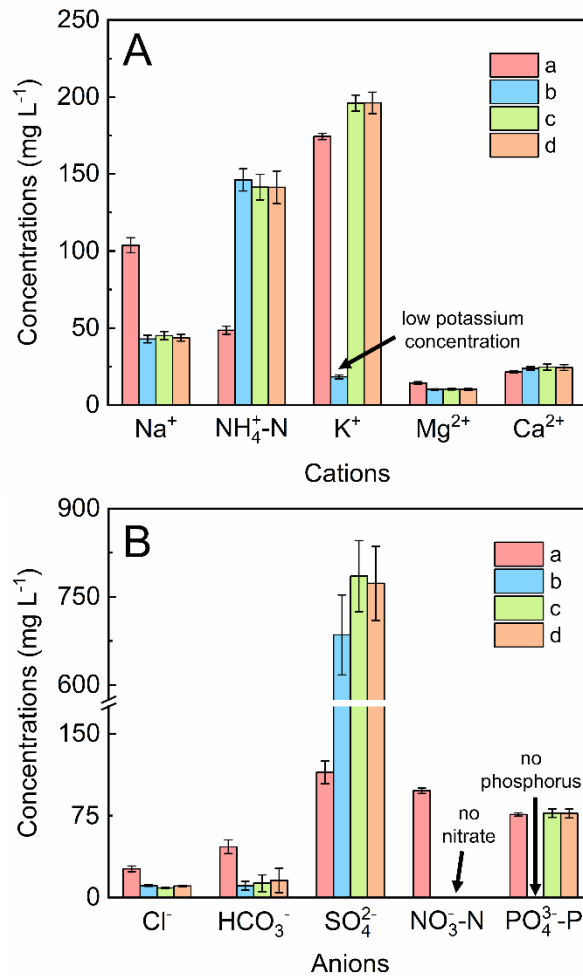 A
a
b
c
d
250
200
150
100
50
0
Concentrations (mg L⁻¹)
low potassium
concentration
Na⁺ NH₄⁺-N K⁺ Mg²⁺ Ca²⁺
Cations
B
a
b
c
d
900
750
600
150
75
0
Concentrations (mg L⁻¹)
no
phosphorus
no
nitrate
Cl⁻ HCO₃⁻ SO₄²⁻ NO₃⁻-N PO₄³⁻-P
Anions